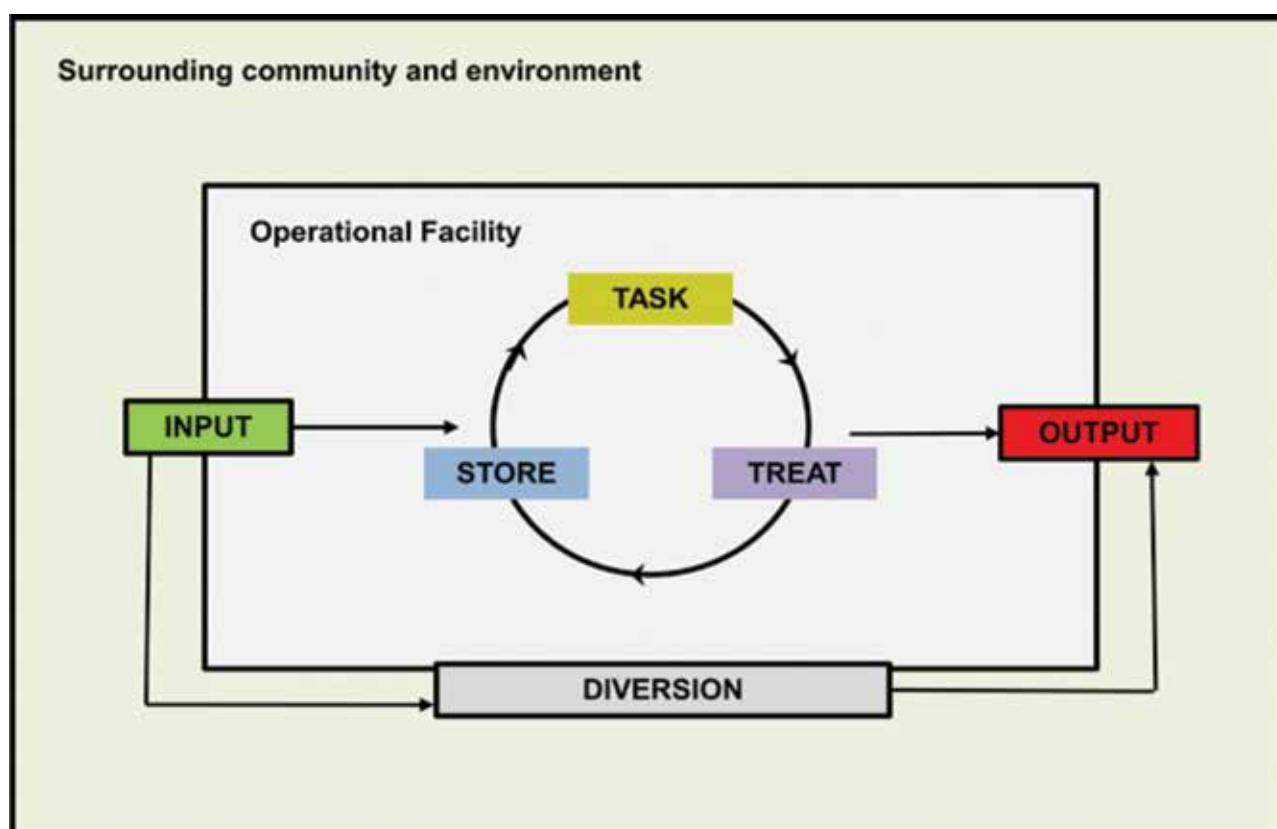 Surrounding community and environment
Operational Facility
TASK
INPUT
OUTPUT
STORE
TREAT
DIVERSION